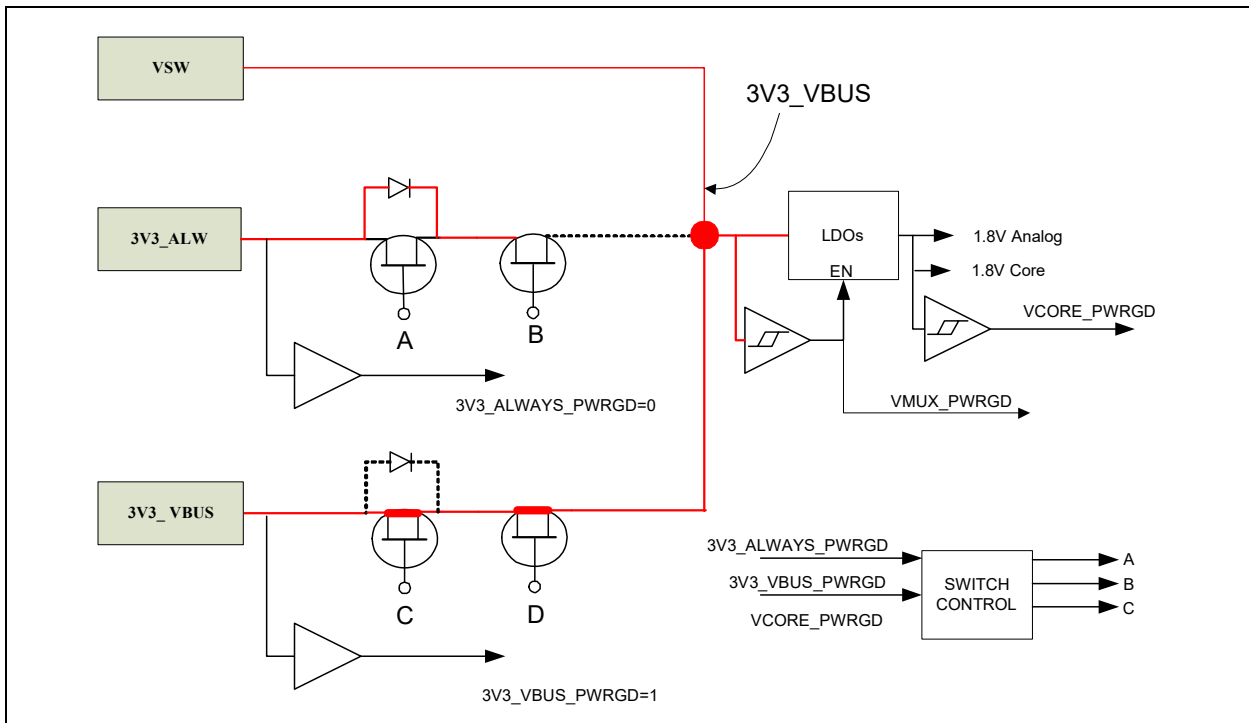 VSW
3V3_VBUS
3V3_ALW
LDOs
EN
1.8V Analog
1.8V Core
A
B
VCORE_PWRGD
3V3_ALWAYS_PWRGD=0
VMUX_PWRGD
3V3_ VBUS
C
D
3V3_VBUS_PWRGD=1
3V3_ALWAYS_PWRGD
3V3_VBUS_PWRGD
VCORE_PWRGD
SWITCH
CONTROL
A
B
C